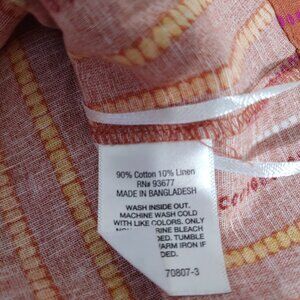 90% Cotton 10% Linen
RN# 93677
MADE IN BANGLADESH
WASH INSIDE OUT.
MACHINE WASH COLD
WITH LIKE COLORS. ONLY
RINE BLEACH
DED. TUMBLE
ARM IRON IF
DED.
70807-3